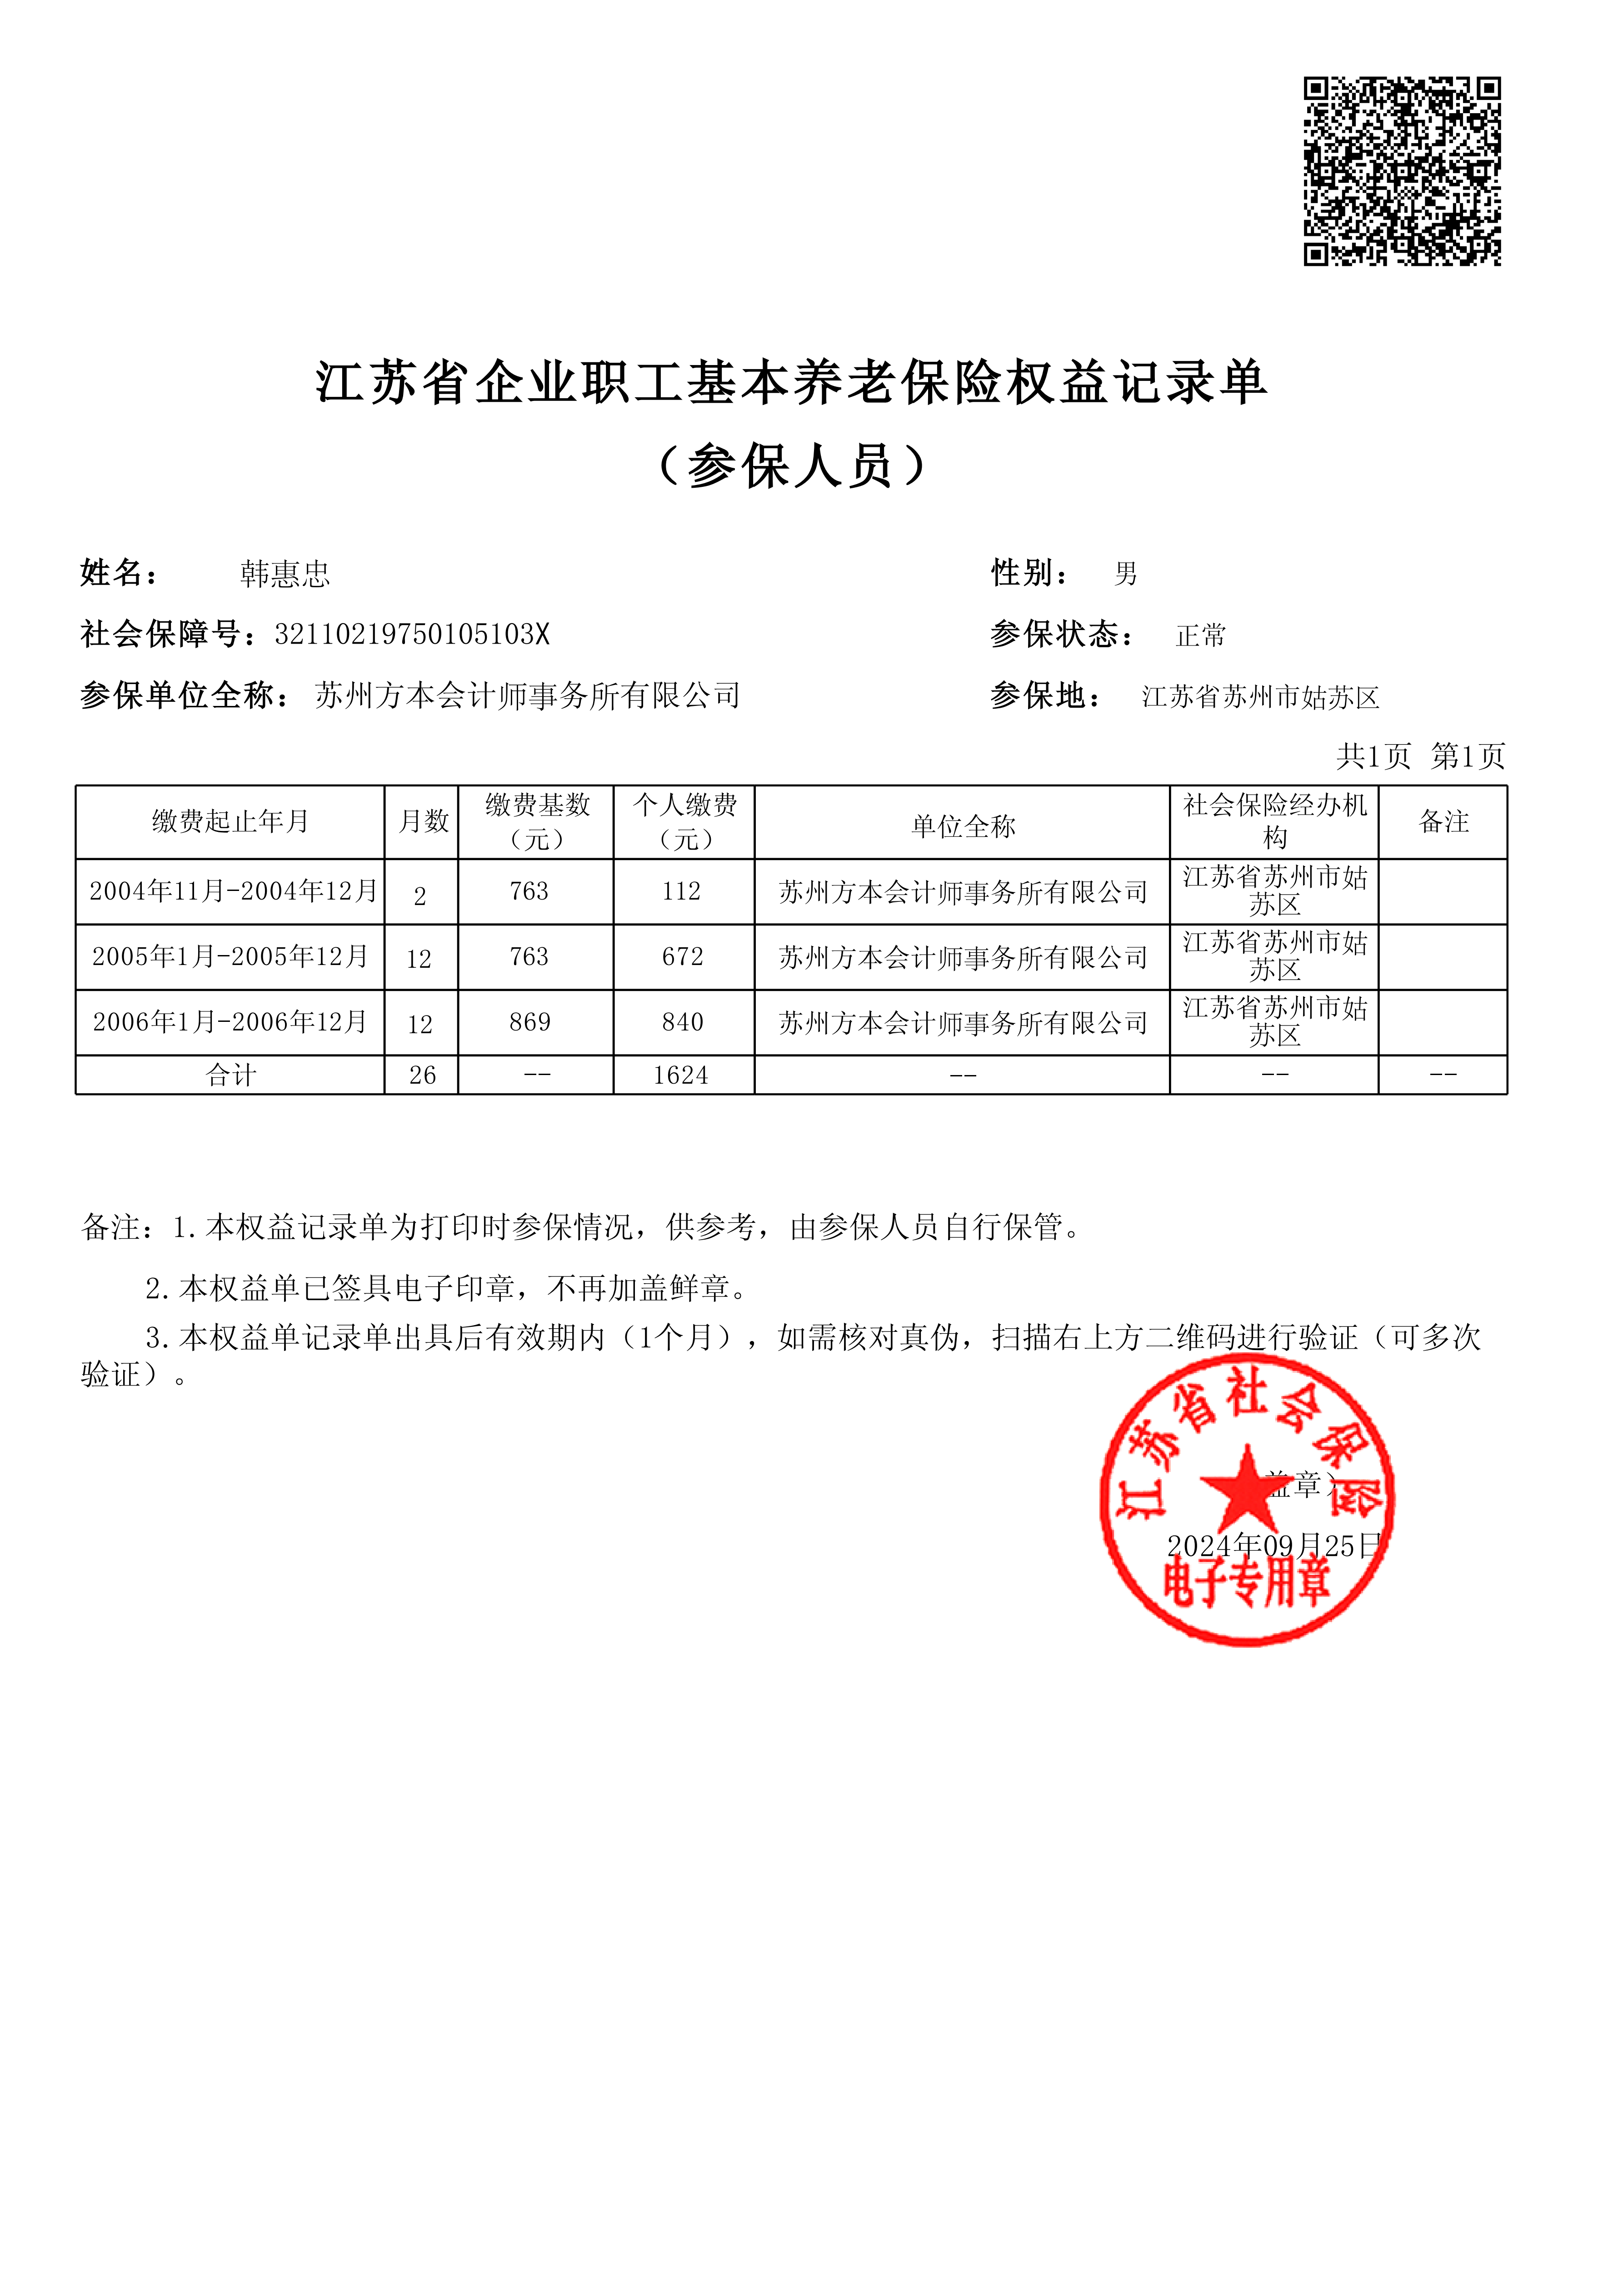 江苏省企业职工基本养老保险权益记录单
（参保人员）
姓名： 韩惠忠 性别： 男
社会保障号：32110219750105103X 参保状态： 正常
参保单位全称： 苏州方本会计师事务所有限公司 参保地： 江苏省苏州市姑苏区
共1页 第1页
缴费起止年月 月数 缴费基数（元） 个人缴费（元） 单位全称 社会保险经办机构 备注
2004年11月-2004年12月 2 763 112 苏州方本会计师事务所有限公司 江苏省苏州市姑苏区
2005年1月-2005年12月 12 763 672 苏州方本会计师事务所有限公司 江苏省苏州市姑苏区
2006年1月-2006年12月 12 869 840 苏州方本会计师事务所有限公司 江苏省苏州市姑苏区
合计 26 -- 1624 -- -- --
备注：1.本权益记录单为打印时参保情况，供参考，由参保人员自行保管。
2.本权益单已签具电子印章，不再加盖鲜章。
3.本权益单记录单出具后有效期内（1个月），如需核对真伪，扫描右上方二维码进行验证（可多次
验证）。
江苏省社会保险
盖章）
2024年09月25日
电子专用章